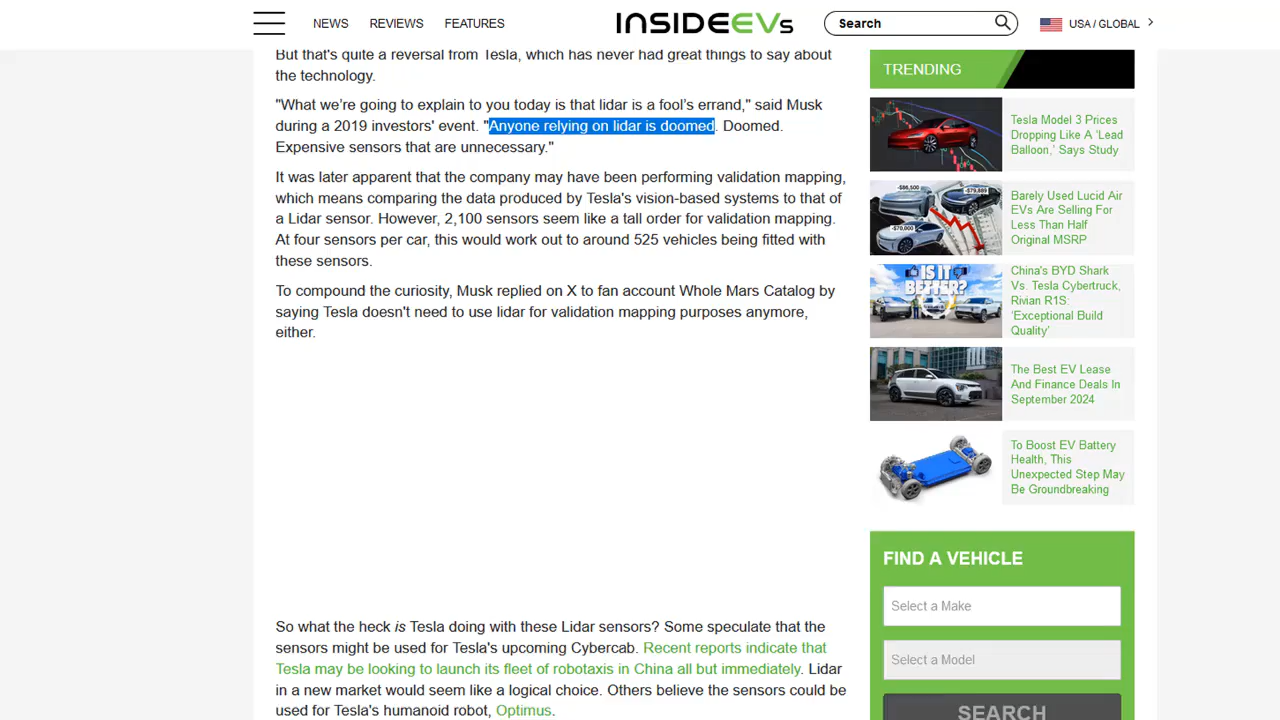 NEWS
REVIEWS
FEATURES
INSIDEEVs
Search
USA / GLOBAL
But that's quite a reversal from Tesla, which has never had great things to say about
the technology.
"What we're going to explain to you today is that lidar is a fool's errand," said Musk
during a 2019 investors' event. "Anyone relying on lidar is doomed. Doomed.
Expensive sensors that are unnecessary."
It was later apparent that the company may have been performing validation mapping,
which means comparing the data produced by Tesla's vision-based systems to that of
a Lidar sensor. However, 2,100 sensors seem like a tall order for validation mapping.
At four sensors per car, this would work out to around 525 vehicles being fitted with
these sensors.
To compound the curiosity, Musk replied on X to fan account Whole Mars Catalog by
saying Tesla doesn't need to use lidar for validation mapping purposes anymore,
either.
So what the heck is Tesla doing with these Lidar sensors? Some speculate that the
sensors might be used for Tesla's upcoming Cybercab. Recent reports indicate that
Tesla may be looking to launch its fleet of robotaxis in China all but immediately. Lidar
in a new market would seem like a logical choice. Others believe the sensors could be
used for Tesla's humanoid robot, Optimus.
TRENDING
Tesla Model 3 Prices
Dropping Like A 'Lead
Balloon,' Says Study
-$86,500
-$79,889
-$70,000
Barely Used Lucid Air
EVs Are Selling For
Less Than Half
Original MSRP
IS IT
BETTER?
China's BYD Shark
Vs. Tesla Cybertruck,
Rivian R1S:
'Exceptional Build
Quality'
The Best EV Lease
And Finance Deals In
September 2024
To Boost EV Battery
Health, This
Unexpected Step May
Be Groundbreaking
FIND A VEHICLE
Select a Make
Select a Model
SEARCH